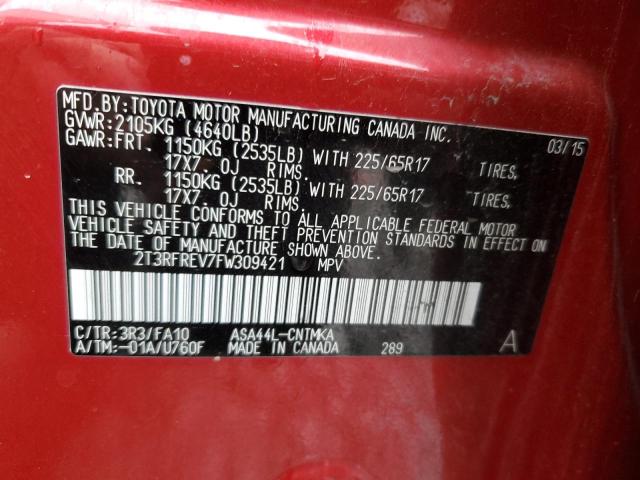 MFD.BY:TOYOTA MOTOR MANUFACTURING CANADA INC.
GVWR:2105KG (4640LB) 03/15
GAWR:FRT. 1150KG (2535LB) WITH 225/65R17 TIRES,
17X7. OJ RIMS.
RR. 1150KG (2535LB) WITH 225/65R17 TIRES,
17X7. OJ RIMS.
THIS VEHICLE CONFORMS TO ALL APPLICABLE FEDERAL MOTOR
VEHICLE SAFETY AND THEFT PREVENTION STANDARDS IN EFFECT ON
THE DATE OF MANUFACTURE SHOWN ABOVE.
2T3RFREV7FW309421 MPV
C/TR:3R3/FA10 ASA44L-CNTMKA
A/TM:-01A/U760F MADE IN CANADA 289 A